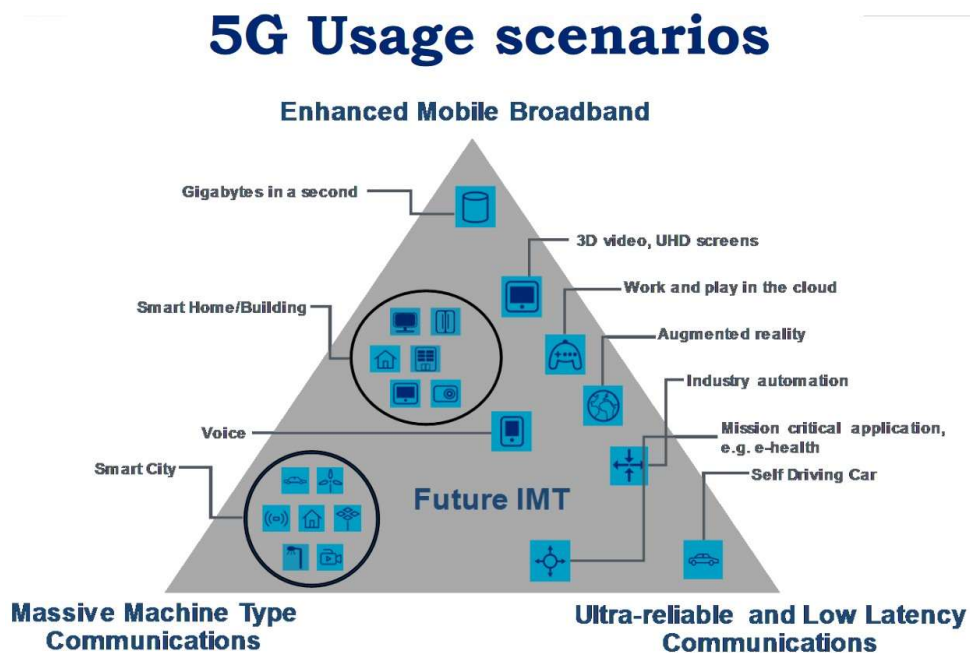 5G Usage scenarios
Enhanced Mobile Broadband
Gigabytes in a second
3D video, UHD screens
Work and play in the cloud
Smart Home/Building
Augmented reality
Industry automation
Voice
Mission critical application,
e.g. e-health
Smart City
Self Driving Car
Future IMT
Massive Machine Type
Communications
Ultra-reliable and Low Latency
Communications